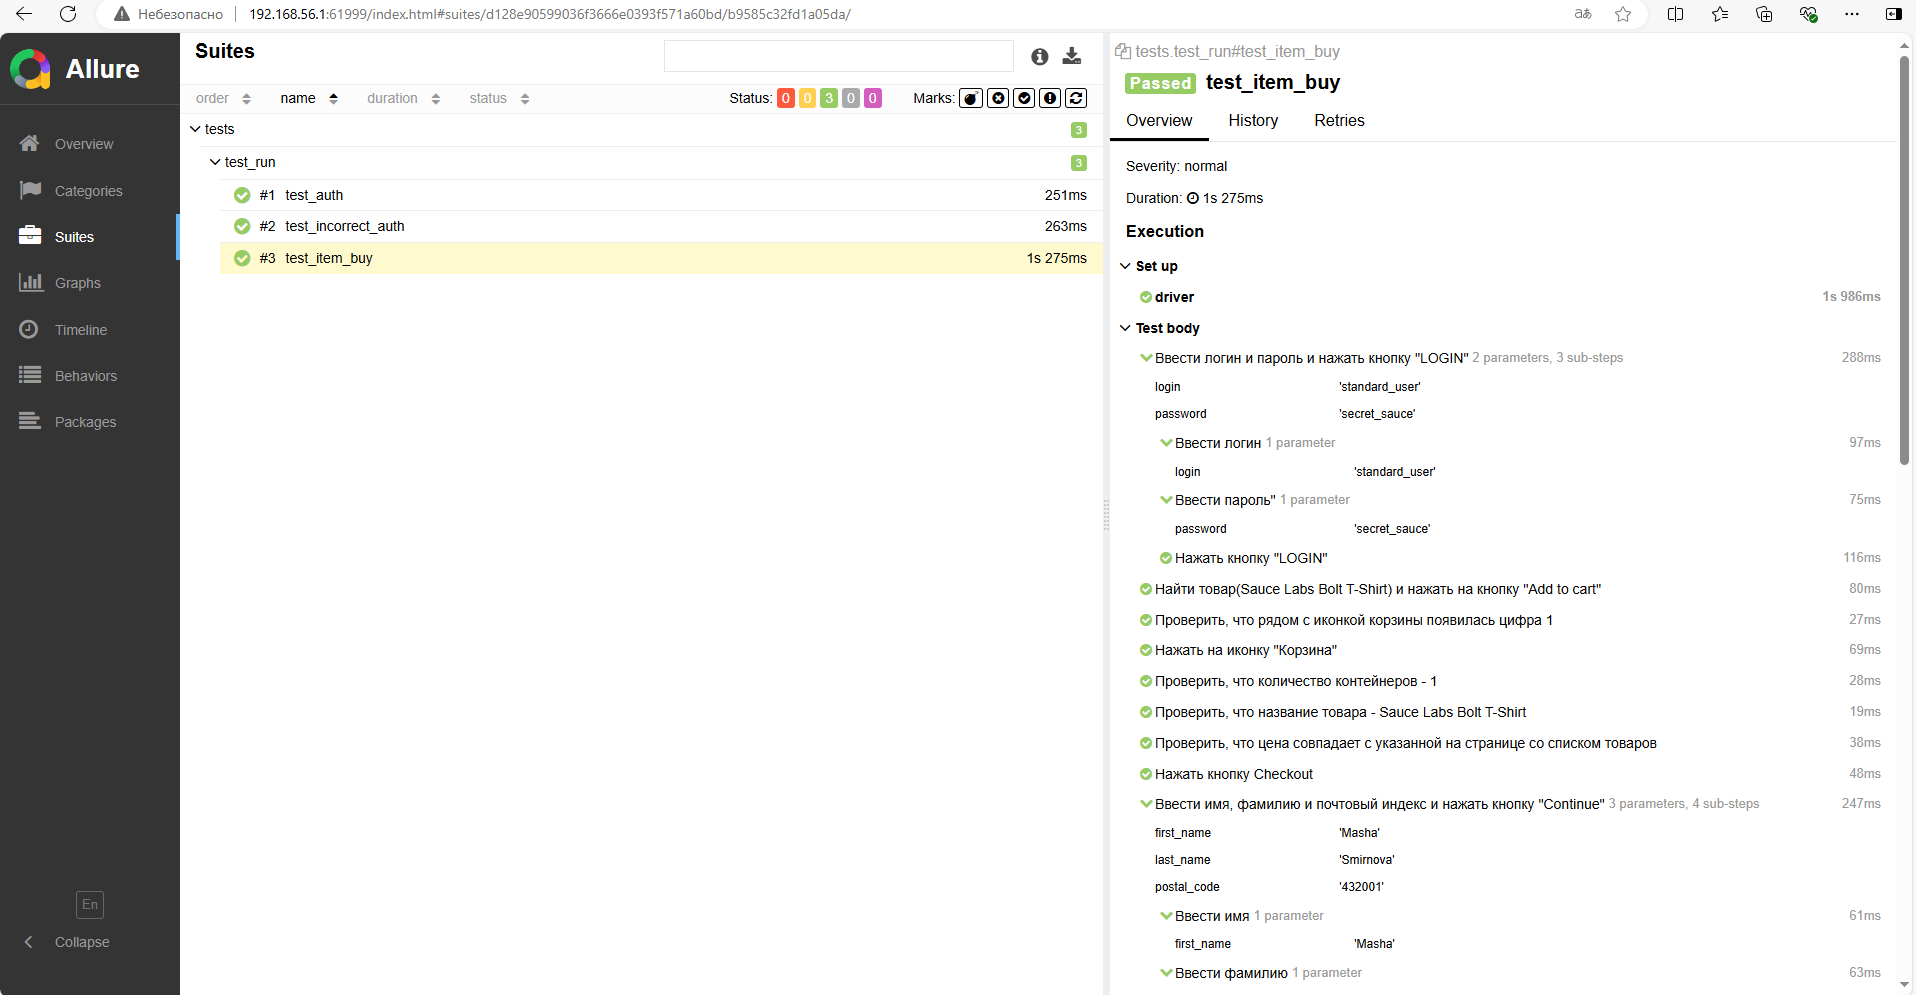 Небезопасно 192.168.56.1:61999/index.html#suites/d128e90599036f3666e0393f571a60bd/b9585c32fd1a05da/
Allure
Overview
Categories
Suites
Graphs
Timeline
Behaviors
Packages
En
Collapse
Suites
order name duration status Status: 0 0 3 0 0 Marks:
tests 3
test_run 3
#1 test_auth 251ms
#2 test_incorrect_auth 263ms
#3 test_item_buy 1s 275ms
tests.test_run#test_item_buy
Passed test_item_buy
Overview History Retries
Severity: normal
Duration: 1s 275ms
Execution
Set up
driver 1s 986ms
Test body
Ввести логин и пароль и нажать кнопку "LOGIN" 2 parameters, 3 sub-steps 288ms
login 'standard_user'
password 'secret_sauce'
Ввести логин 1 parameter 97ms
login 'standard_user'
Ввести пароль" 1 parameter 75ms
password 'secret_sauce'
Нажать кнопку "LOGIN" 116ms
Найти товар(Sauce Labs Bolt T-Shirt) и нажать на кнопку "Add to cart" 80ms
Проверить, что рядом с иконкой корзины появилась цифра 1 27ms
Нажать на иконку "Корзина" 69ms
Проверить, что количество контейнеров - 1 28ms
Проверить, что название товара - Sauce Labs Bolt T-Shirt 19ms
Проверить, что цена совпадает с указанной на странице со списком товаров 38ms
Нажать кнопку Checkout 48ms
Ввести имя, фамилию и почтовый индекс и нажать кнопку "Continue" 3 parameters, 4 sub-steps 247ms
first_name 'Masha'
last_name 'Smirnova'
postal_code '432001'
Ввести имя 1 parameter 61ms
first_name 'Masha'
Ввести фамилию 1 parameter 63ms